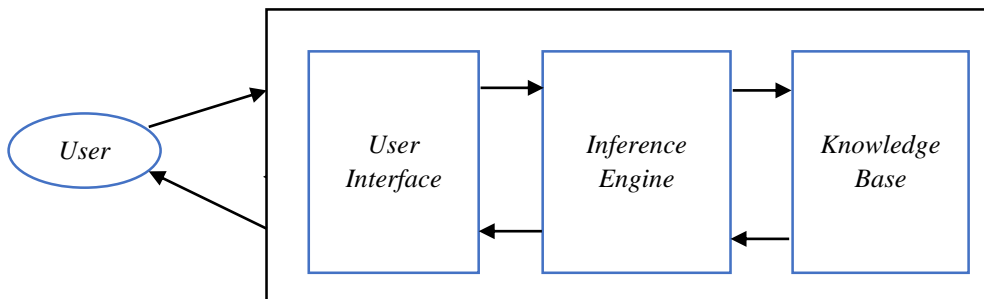 User
User
Interface
Inference
Engine
Knowledge
Base